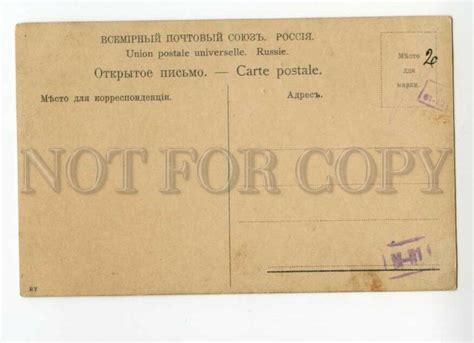 ВСЕМІРНЫЙ ПОЧТОВЫЙ СОЮЗЪ. РОССІЯ.
Union postale universelle. Russie.
Открытое письмо. — Carte postale.
Мѣсто для корреспонденціи.
Адресъ.
Мѣсто
для
марки.
20
NOT FOR COPY